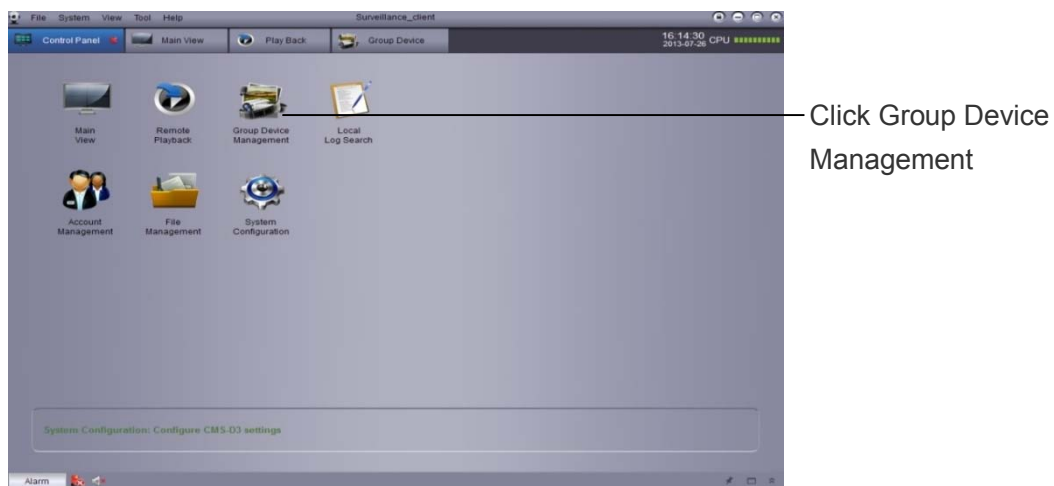 File System View Tool Help Surveillance_client
Control Panel Main View Play Back Group Device 16:14:30 2013-07-26 CPU
Main View
Remote Playback
Group Device Management
Local Log Search
Click Group Device
Management
Account Management
File Management
System Configuration
System Configuration: Configure CMS-D3 settings
Alarm